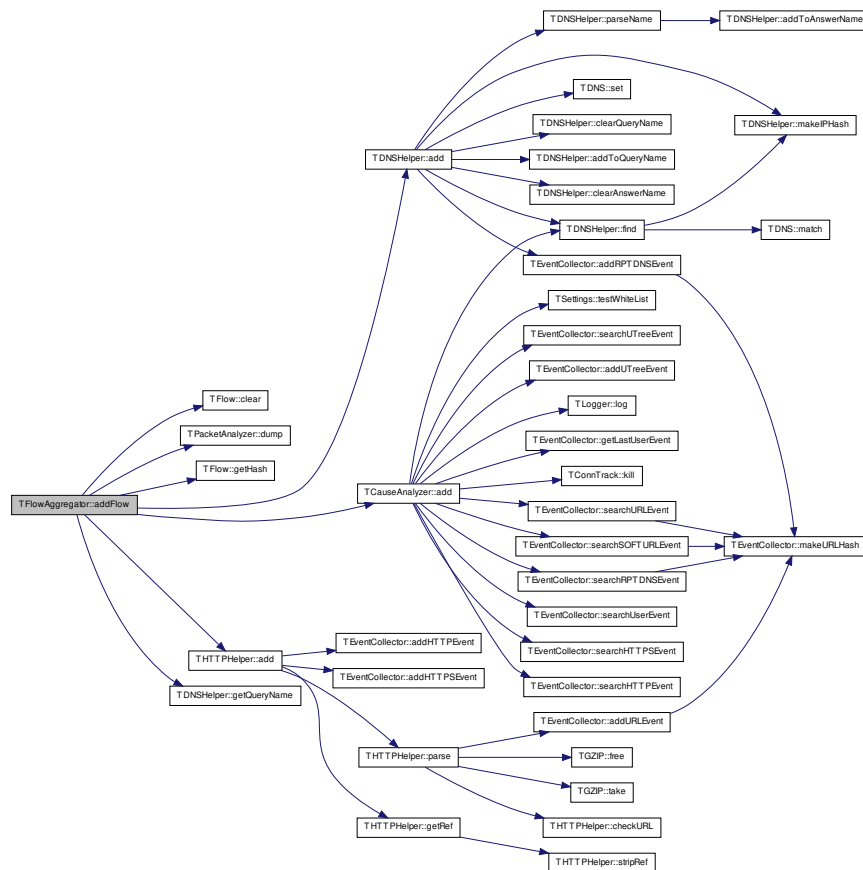 TDNSHelper::parseName
TDNSHelper::addToAnswerName
TDNS::set
TDNSHelper::clearQueryName
TDNSHelper::makeIPHash
TDNSHelper::add
TDNSHelper::addToQueryName
TDNSHelper::clearAnswerName
TDNSHelper::find
TDNS::match
TEventCollector::addRPTDNSEvent
TSettings::testWhiteList
TEventCollector::searchUTreeEvent
TEventCollector::addUTreeEvent
TFlow::clear
TLogger::log
TPacketAnalyzer::dump
TEventCollector::getLastUserEvent
TFlow::getHash
TConnTrack::kill
TCauseAnalyzer::add
TFlowAggregator::addFlow
TEventCollector::searchURLEvent
TEventCollector::searchSOFTURLEvent
TEventCollector::makeURLHash
TEventCollector::searchRPTDNSEvent
TEventCollector::searchUserEvent
TEventCollector::addHTTPEvent
TEventCollector::searchHTTPSEvent
THTTPHelper::add
TEventCollector::addHTTPSEvent
TEventCollector::searchHTTPEvent
TDNSHelper::getQueryName
TEventCollector::addURLEvent
THTTPHelper::parse
TGZIP::free
TGZIP::take
THTTPHelper::getRef
THTTPHelper::checkURL
THTTPHelper::stripRef